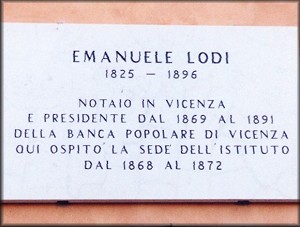 EMANUELE LODI
1825 – 1896
NOTAIO IN VICENZA
E PRESIDENTE DAL 1869 AL 1891
DELLA BANCA POPOLARE DI VICENZA
QUI OSPITÒ LA SEDE DELL'ISTITUTO
DAL 1868 AL 1872